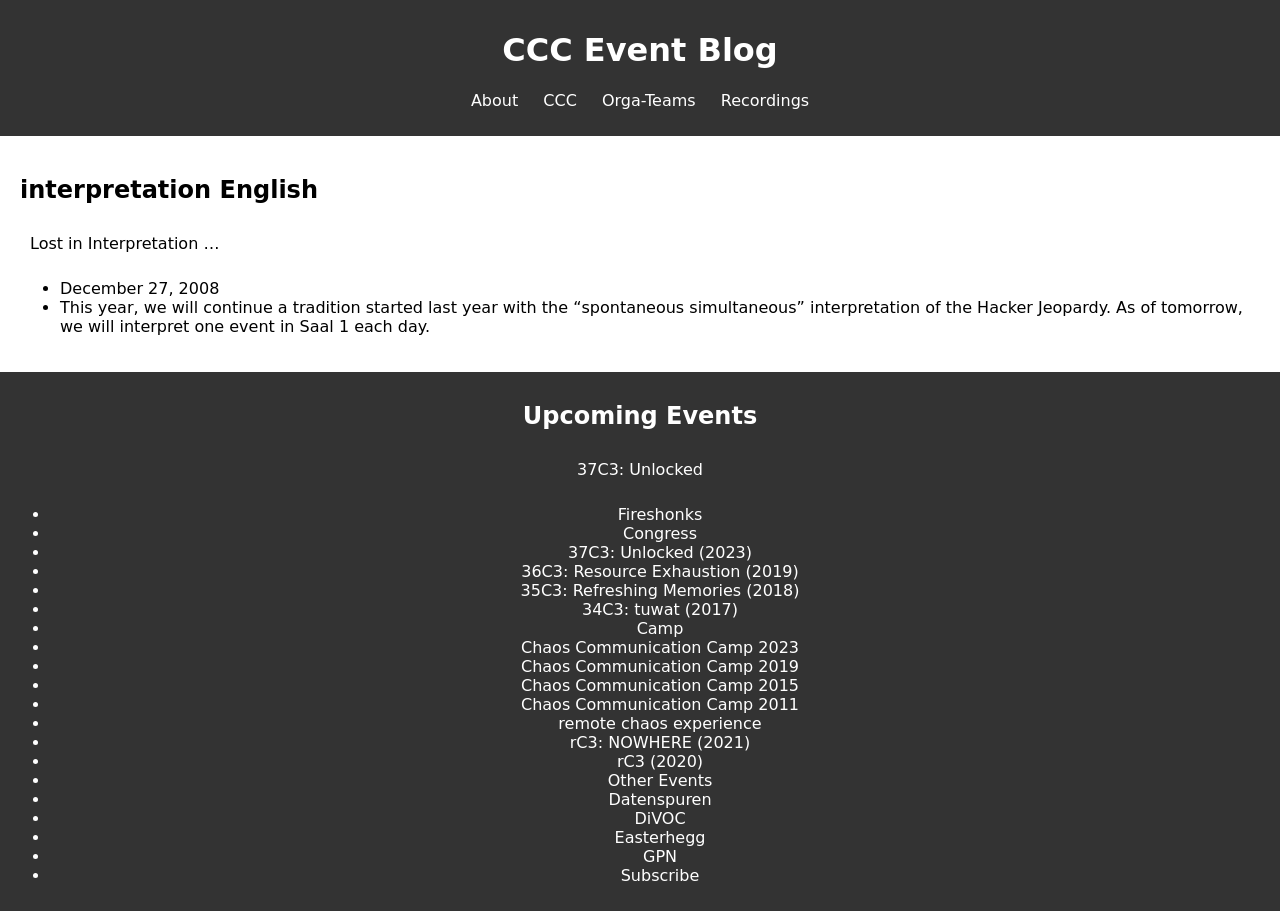 CCC Event Blog
About CCC Orga-Teams Recordings
interpretation English
Lost in Interpretation …
December 27, 2008
This year, we will continue a tradition started last year with the “spontaneous simultaneous” interpretation of the Hacker Jeopardy. As of tomorrow,
we will interpret one event in Saal 1 each day.
Upcoming Events
37C3: Unlocked
Fireshonks
Congress
37C3: Unlocked (2023)
36C3: Resource Exhaustion (2019)
35C3: Refreshing Memories (2018)
34C3: tuwat (2017)
Camp
Chaos Communication Camp 2023
Chaos Communication Camp 2019
Chaos Communication Camp 2015
Chaos Communication Camp 2011
remote chaos experience
rC3: NOWHERE (2021)
rC3 (2020)
Other Events
Datenspuren
DiVOC
Easterhegg
GPN
Subscribe